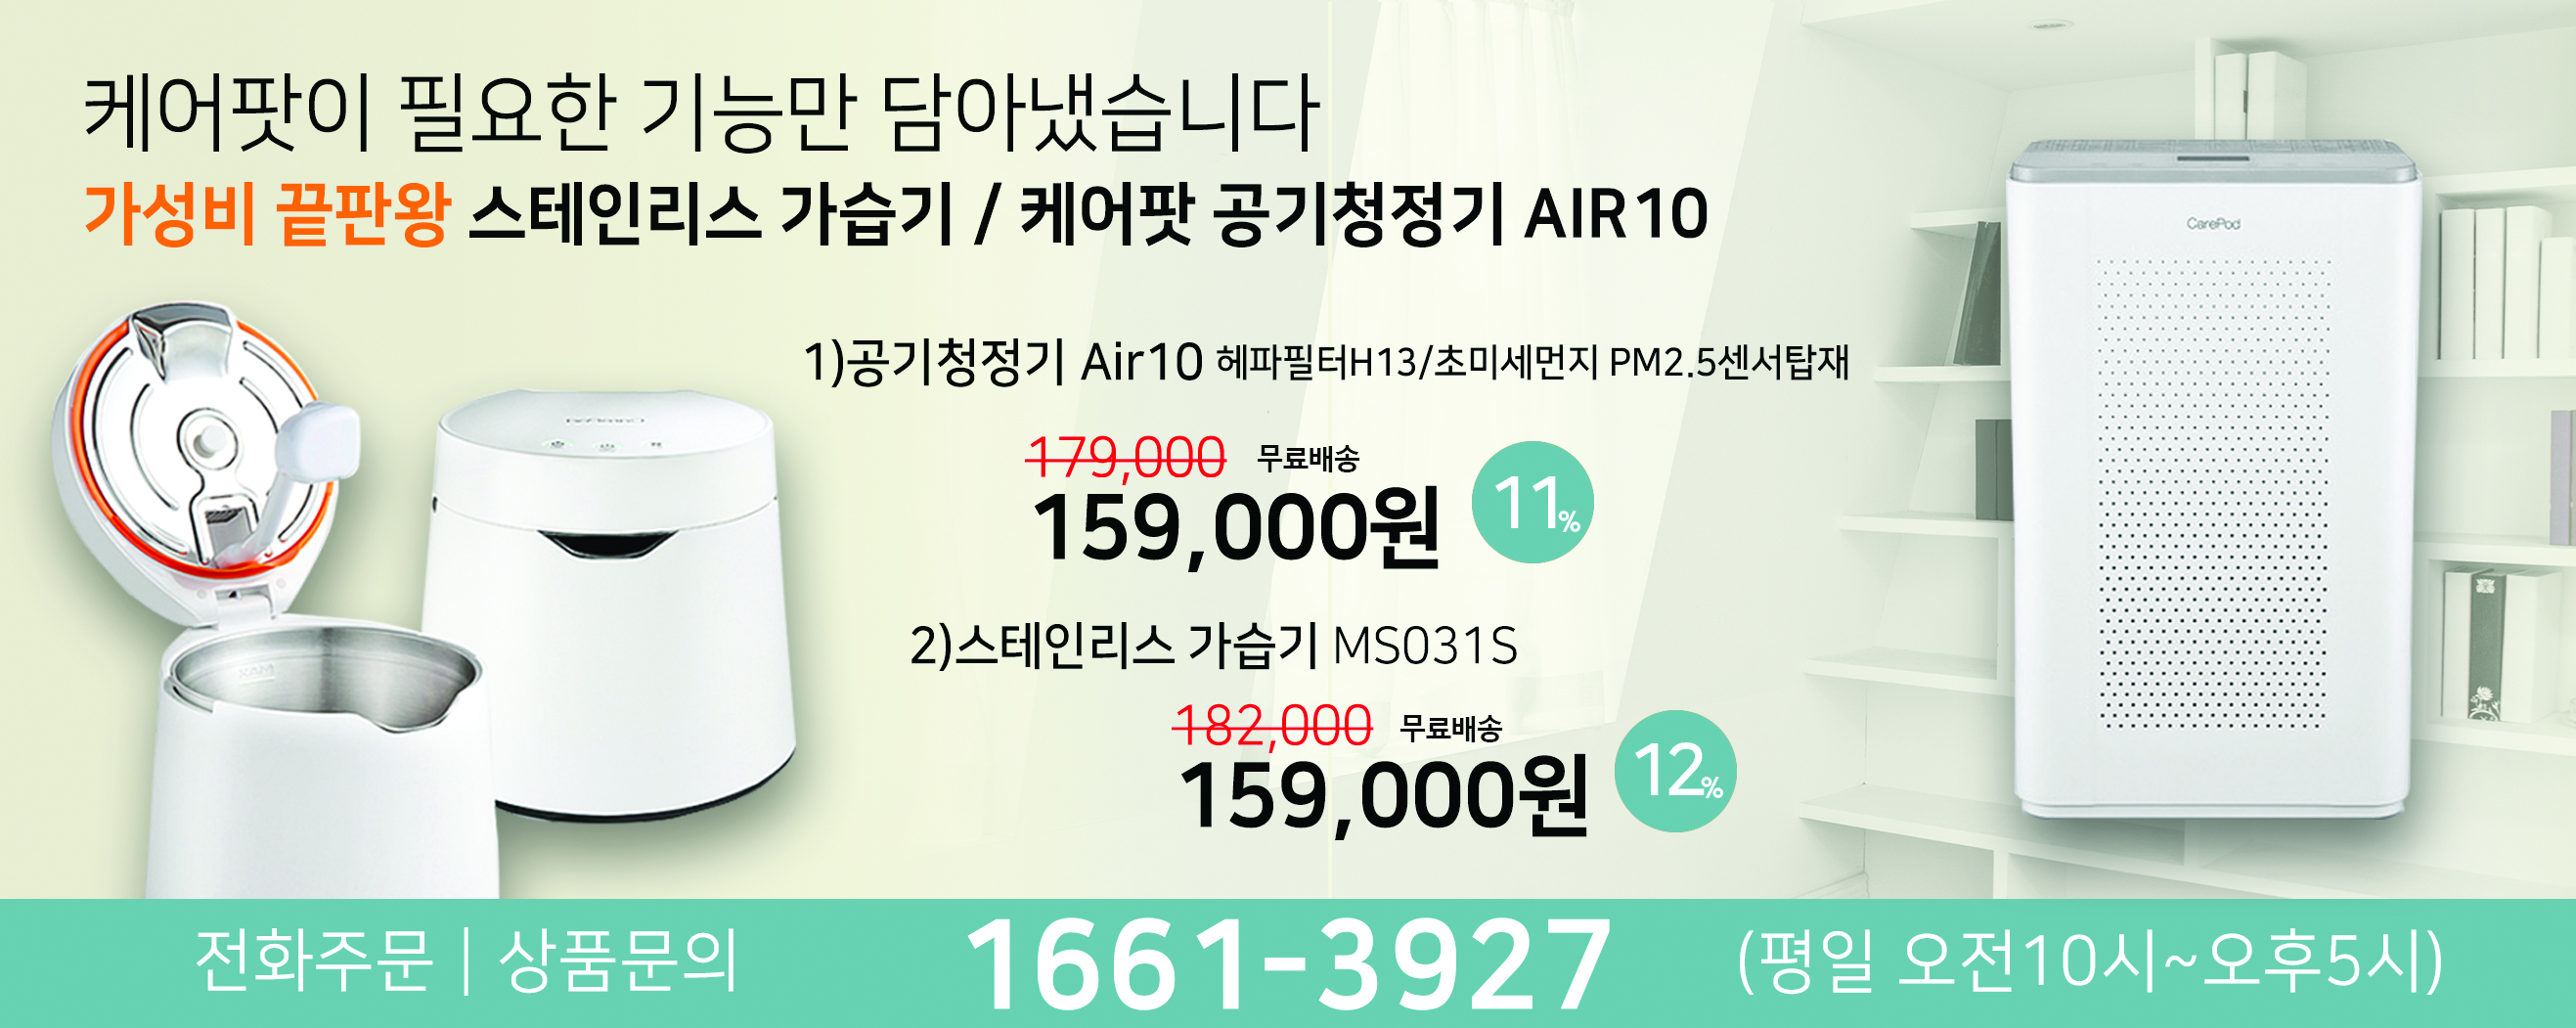 케어팟이 필요한 기능만 담아냈습니다
가성비 끝판왕 스테인리스 가습기 / 케어팟 공기청정기 AIR10
CarePod
1)공기청정기 Air10 헤파필터H13/초미세먼지 PM2.5센서탑재
179,000 무료배송
159,000원 11%
2)스테인리스 가습기 MS031S
182,000 무료배송
159,000원 12%
MAX
전화주문 | 상품문의 1661-3927 (평일 오전10시~오후5시)